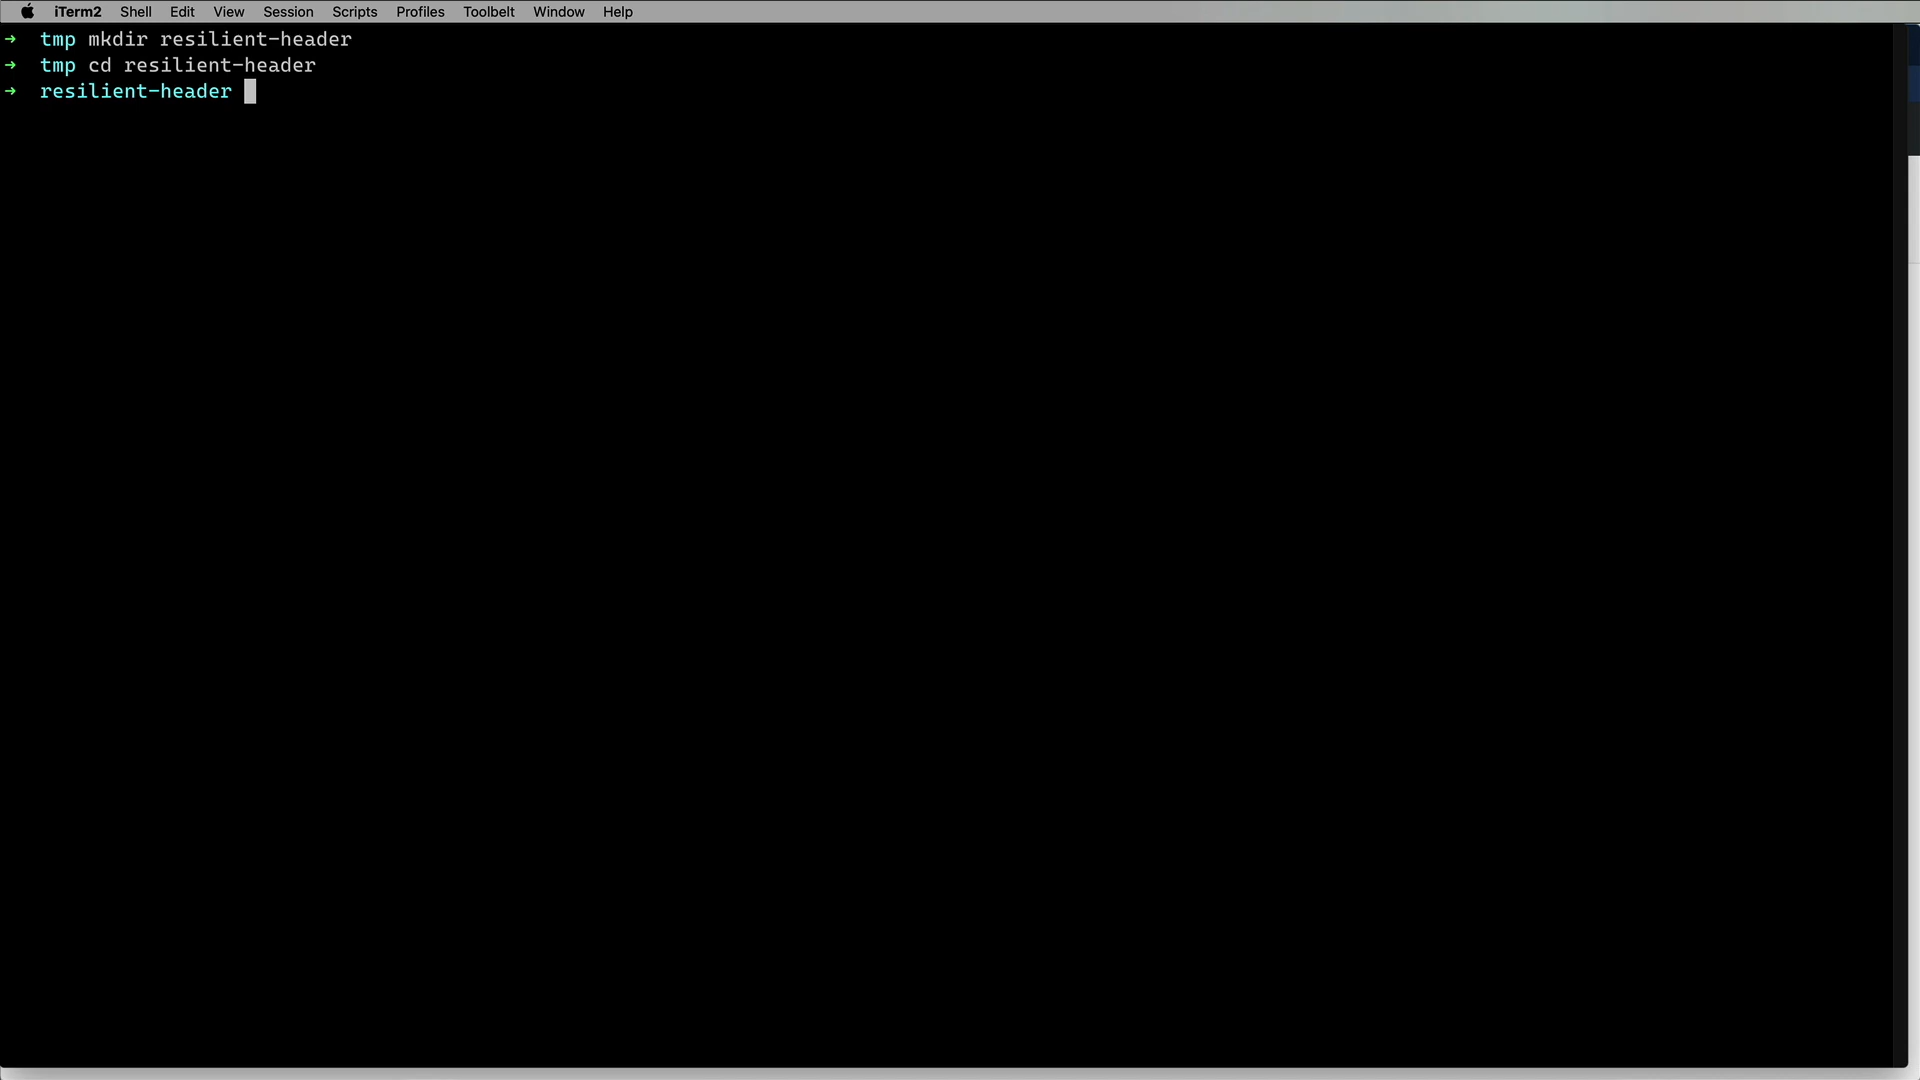 iTerm2 Shell Edit View Session Scripts Profiles Toolbelt Window Help
→ tmp mkdir resilient-header
→ tmp cd resilient-header
→ resilient-header